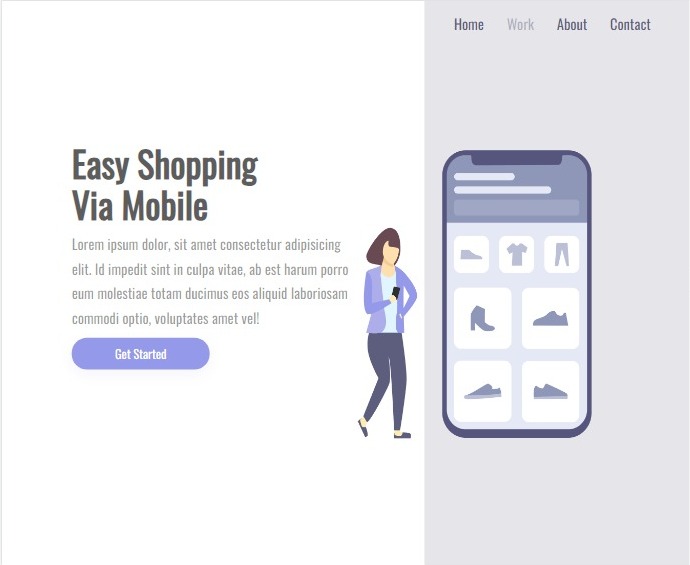 Home Work About Contact
Easy Shopping
Via Mobile
Lorem ipsum dolor, sit amet consectetur adipisicing
elit. Id impedit sint in culpa vitae, ab est harum porro
eum molestiae totam ducimus eos aliquid laboriosam
commodi optio, voluptates amet vel!
Get Started